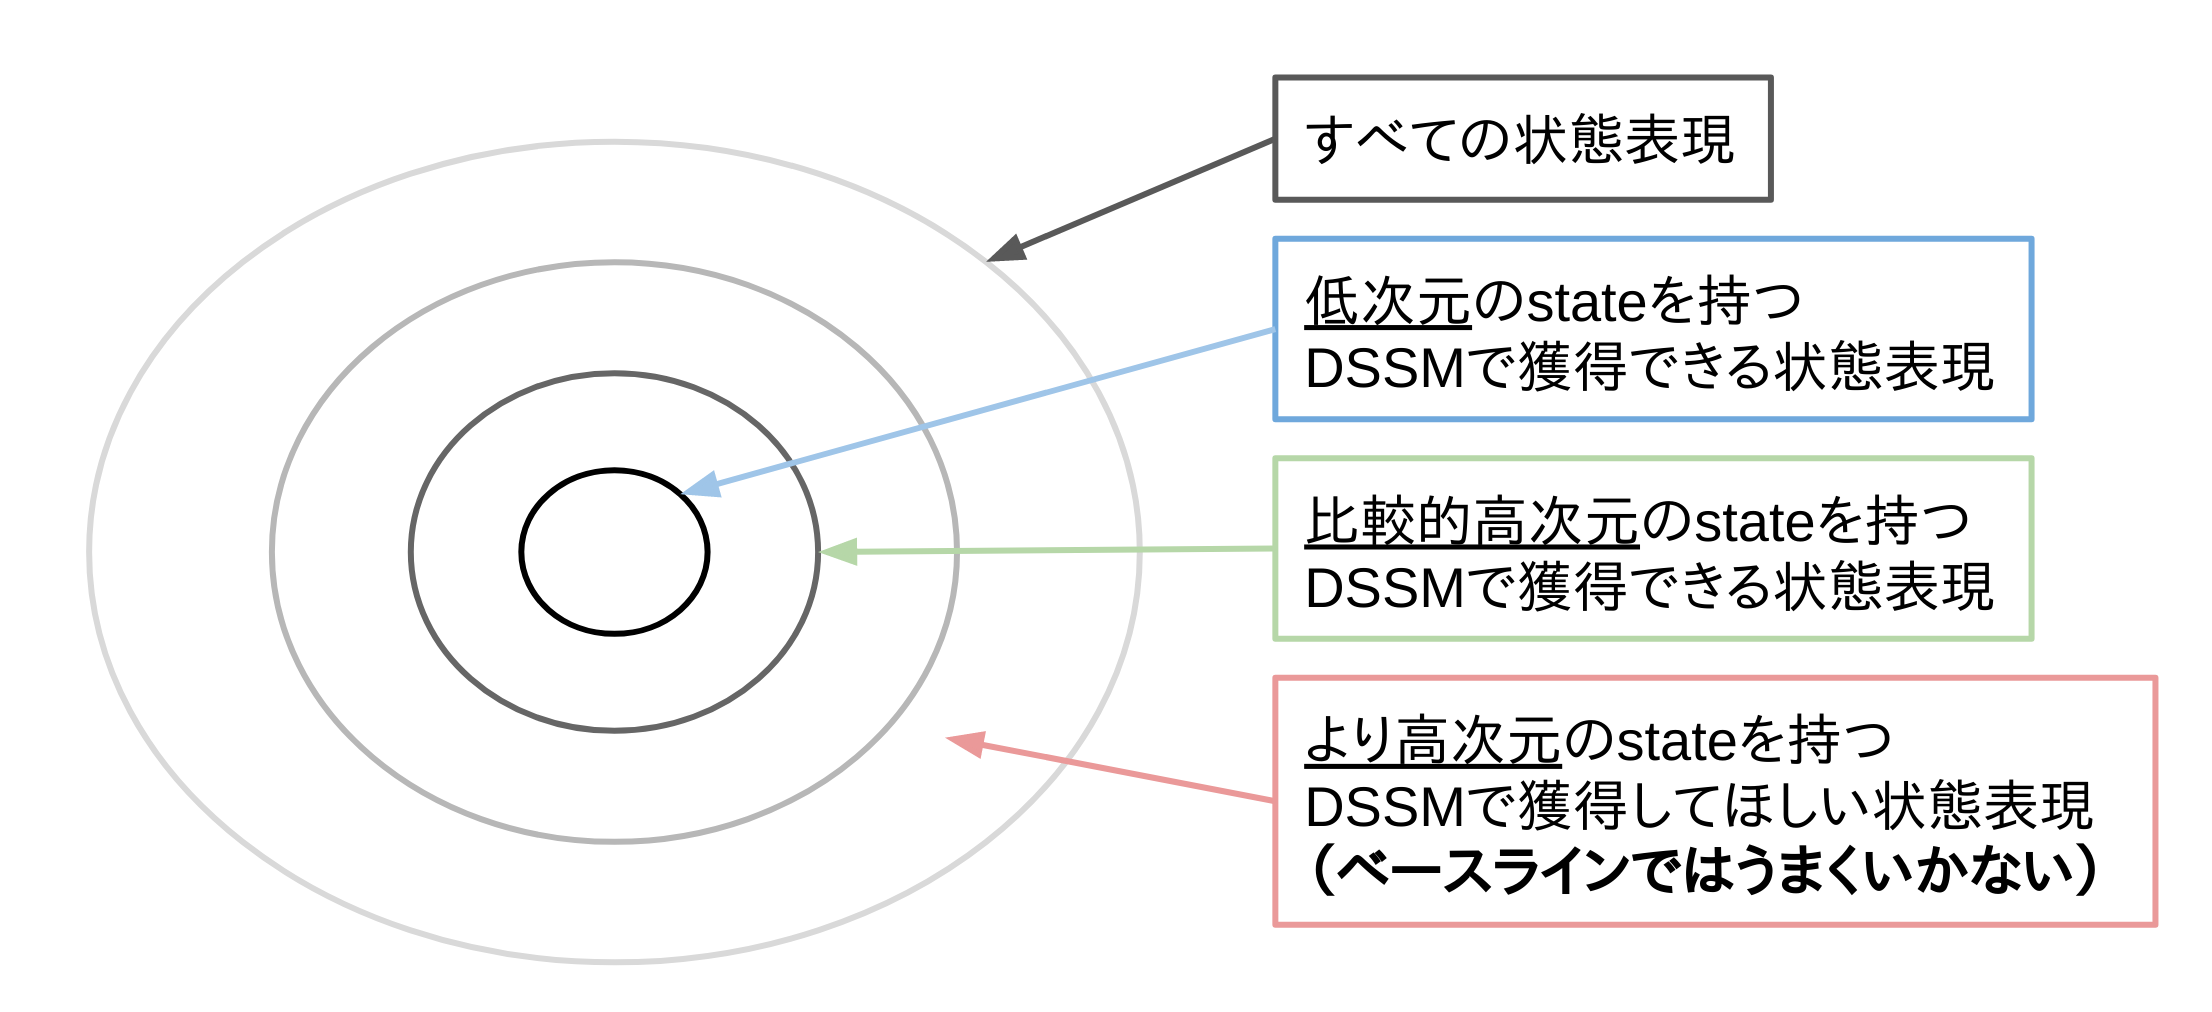 すべての状態表現
低次元のstateを持つ
DSSMで獲得できる状態表現
比較的高次元のstateを持つ
DSSMで獲得できる状態表現
より高次元のstateを持つ
DSSMで獲得してほしい状態表現
（ベースラインではうまくいかない）